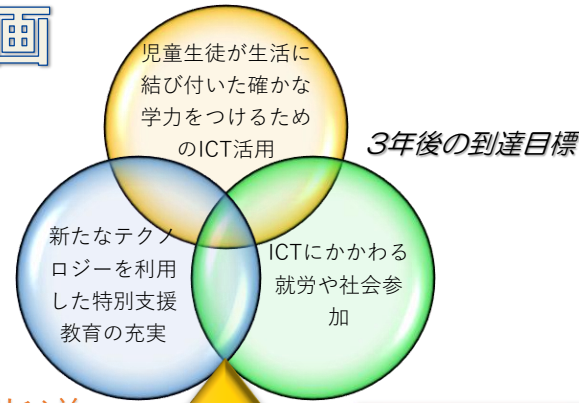 画
児童生徒が生活に
結び付いた確かな
学力をつけるため
のICT活用
3年後の到達目標
新たなテクノ
ロジーを利用
した特別支援
教育の充実
ICTにかかわる
就労や社会参
加